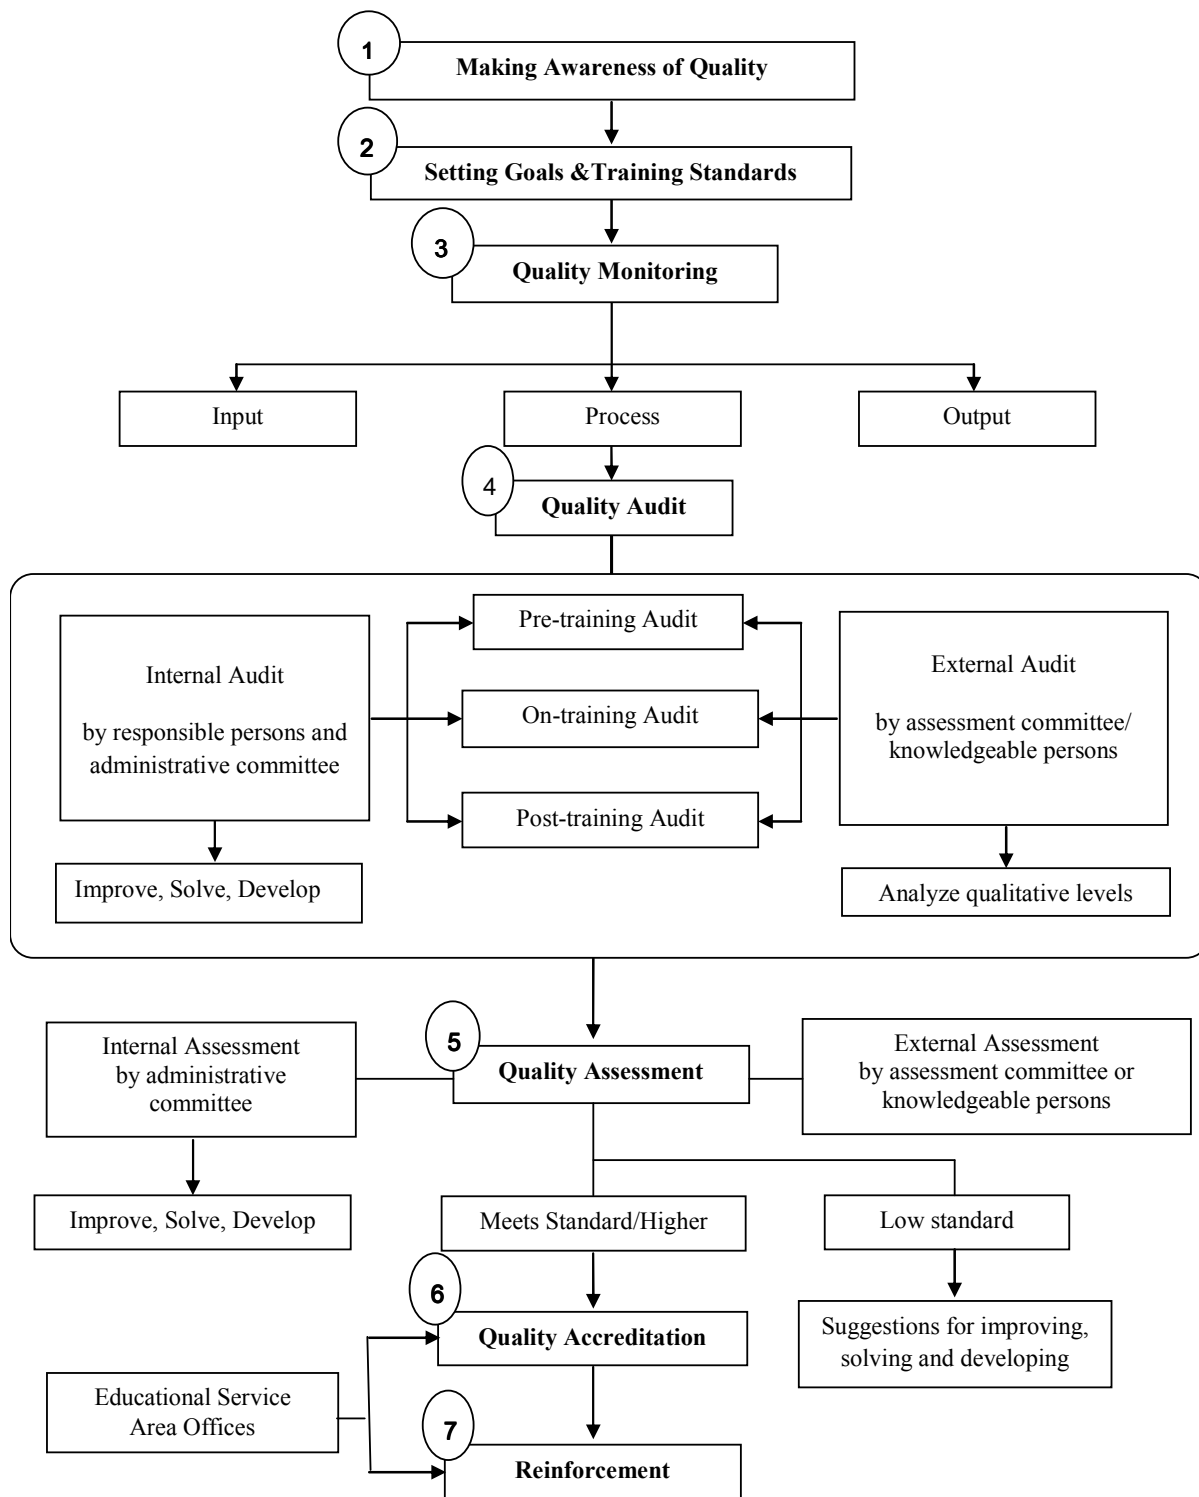 1
Making Awareness of Quality
2
Setting Goals &Training Standards
3
Quality Monitoring
Input
Process
Output
4
Quality Audit
Internal Audit
by responsible persons and
administrative committee
Pre-training Audit
On-training Audit
Post-training Audit
External Audit
by assessment committee/
knowledgeable persons
Improve, Solve, Develop
Analyze qualitative levels
5
Quality Assessment
Internal Assessment
by administrative
committee
External Assessment
by assessment committee or
knowledgeable persons
Improve, Solve, Develop
Meets Standard/Higher
Low standard
6
Quality Accreditation
Suggestions for improving,
solving and developing
Educational Service
Area Offices
7
Reinforcement